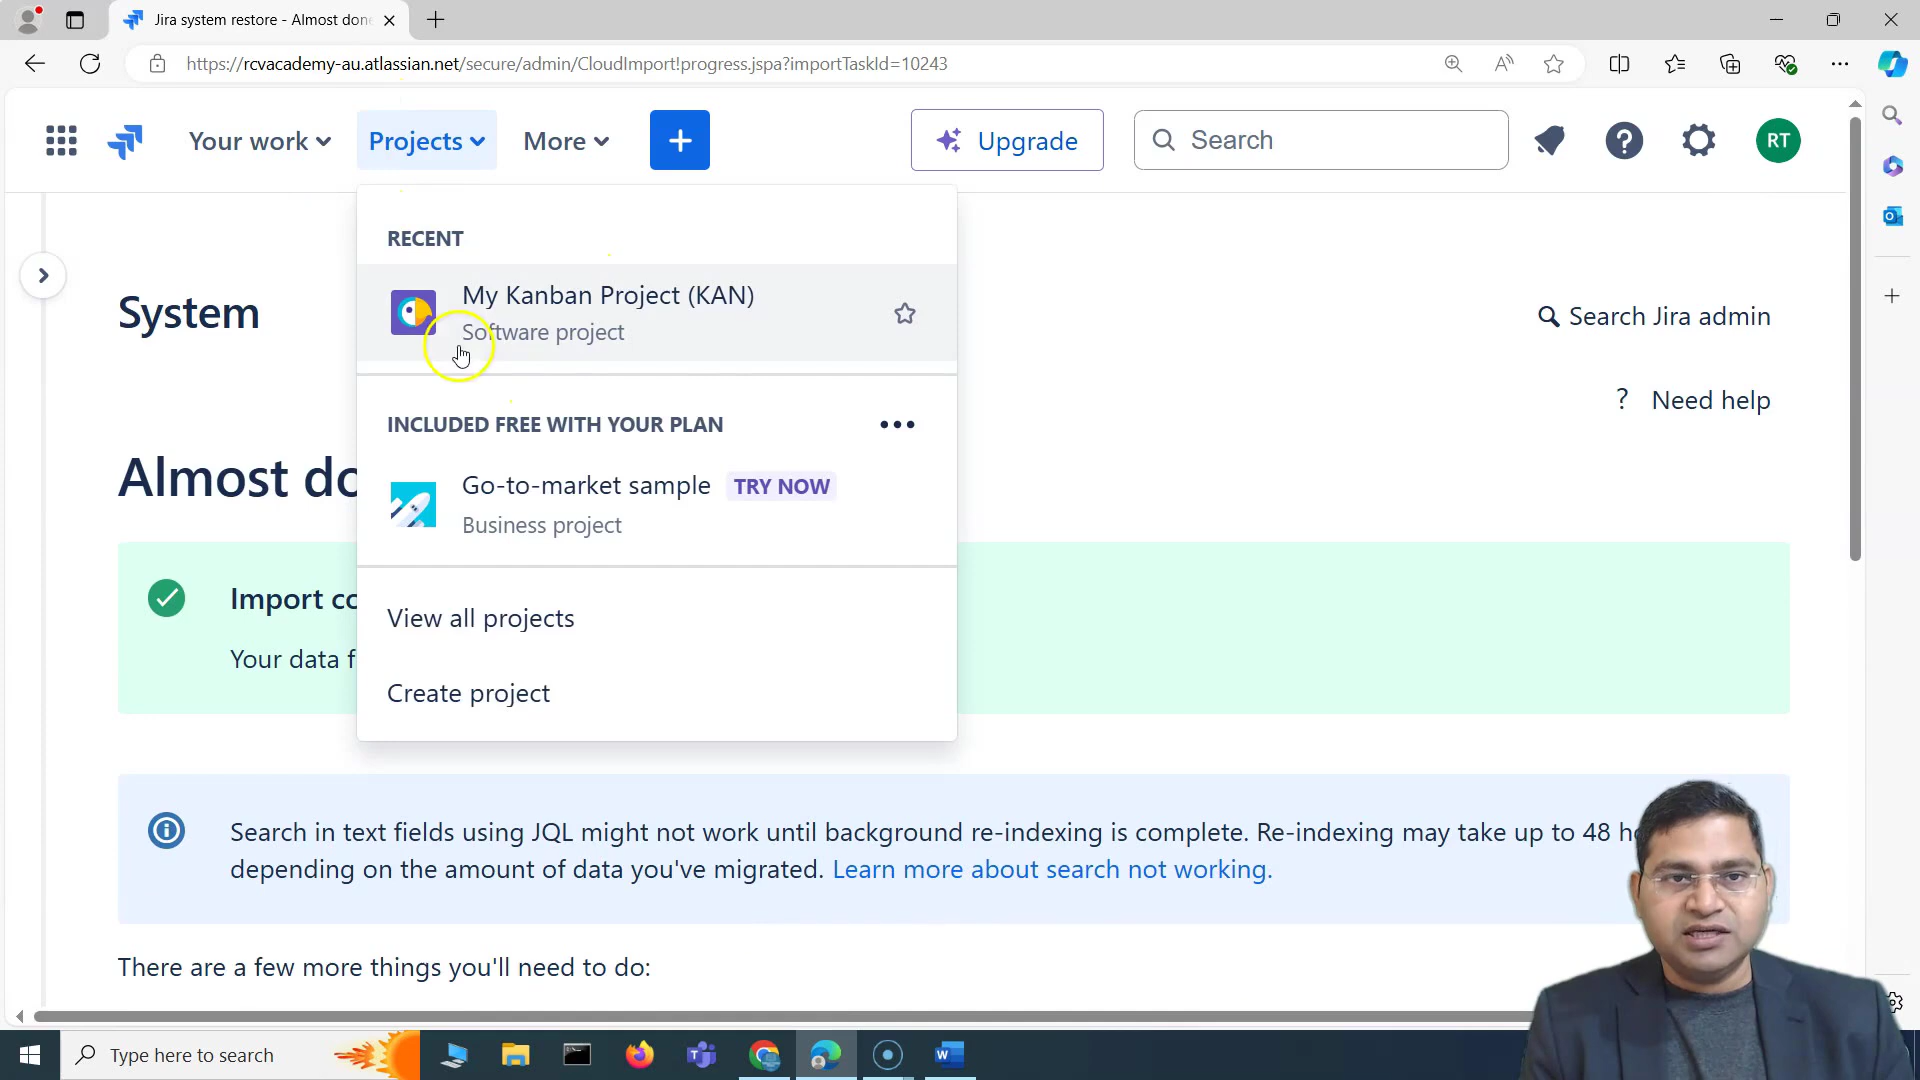 Jira system restore - Almost done
https://rcvacademy-au.atlassian.net/secure/admin/CloudImport!progress.jspa?importTaskId=10243
Your work
Projects
More
Upgrade
Search
RT
RECENT
My Kanban Project (KAN)
Software project
INCLUDED FREE WITH YOUR PLAN
Go-to-market sample TRY NOW
Business project
View all projects
Create project
System
Search Jira admin
? Need help
Almost do
Import co
Your data f
Search in text fields using JQL might not work until background re-indexing is complete. Re-indexing may take up to 48 ho
depending on the amount of data you've migrated. Learn more about search not working.
There are a few more things you'll need to do:
Type here to search